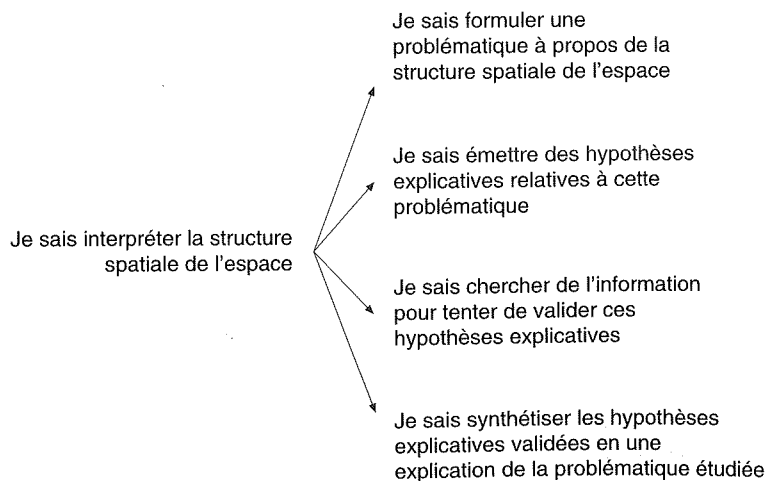 Je sais formuler une
problématique à propos de la
structure spatiale de l'espace
Je sais émettre des hypothèses
explicatives relatives à cette
problématique
Je sais interpréter la structure
spatiale de l'espace
Je sais chercher de l'information
pour tenter de valider ces
hypothèses explicatives
Je sais synthétiser les hypothèses
explicatives validées en une
explication de la problématique étudiée